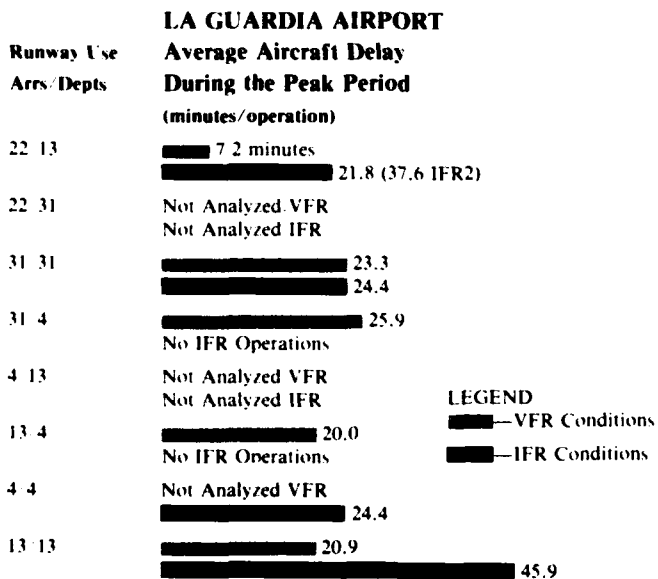 LA GUARDIA AIRPORT
Runway Use Average Aircraft Delay
Arrs/Depts During the Peak Period
(minutes/operation)
22 13 7 2 minutes
21.8 (37.6 IFR2)
22 31 Not Analyzed VFR
Not Analyzed IFR
31 31 23.3
24.4
31 4 25.9
No IFR Operations
4 13 Not Analyzed VFR
Not Analyzed IFR
LEGEND
—VFR Conditions
13 4 20.0
No IFR Operations
—IFR Conditions
4 4 Not Analyzed VFR
24.4
13 13 20.9
45.9